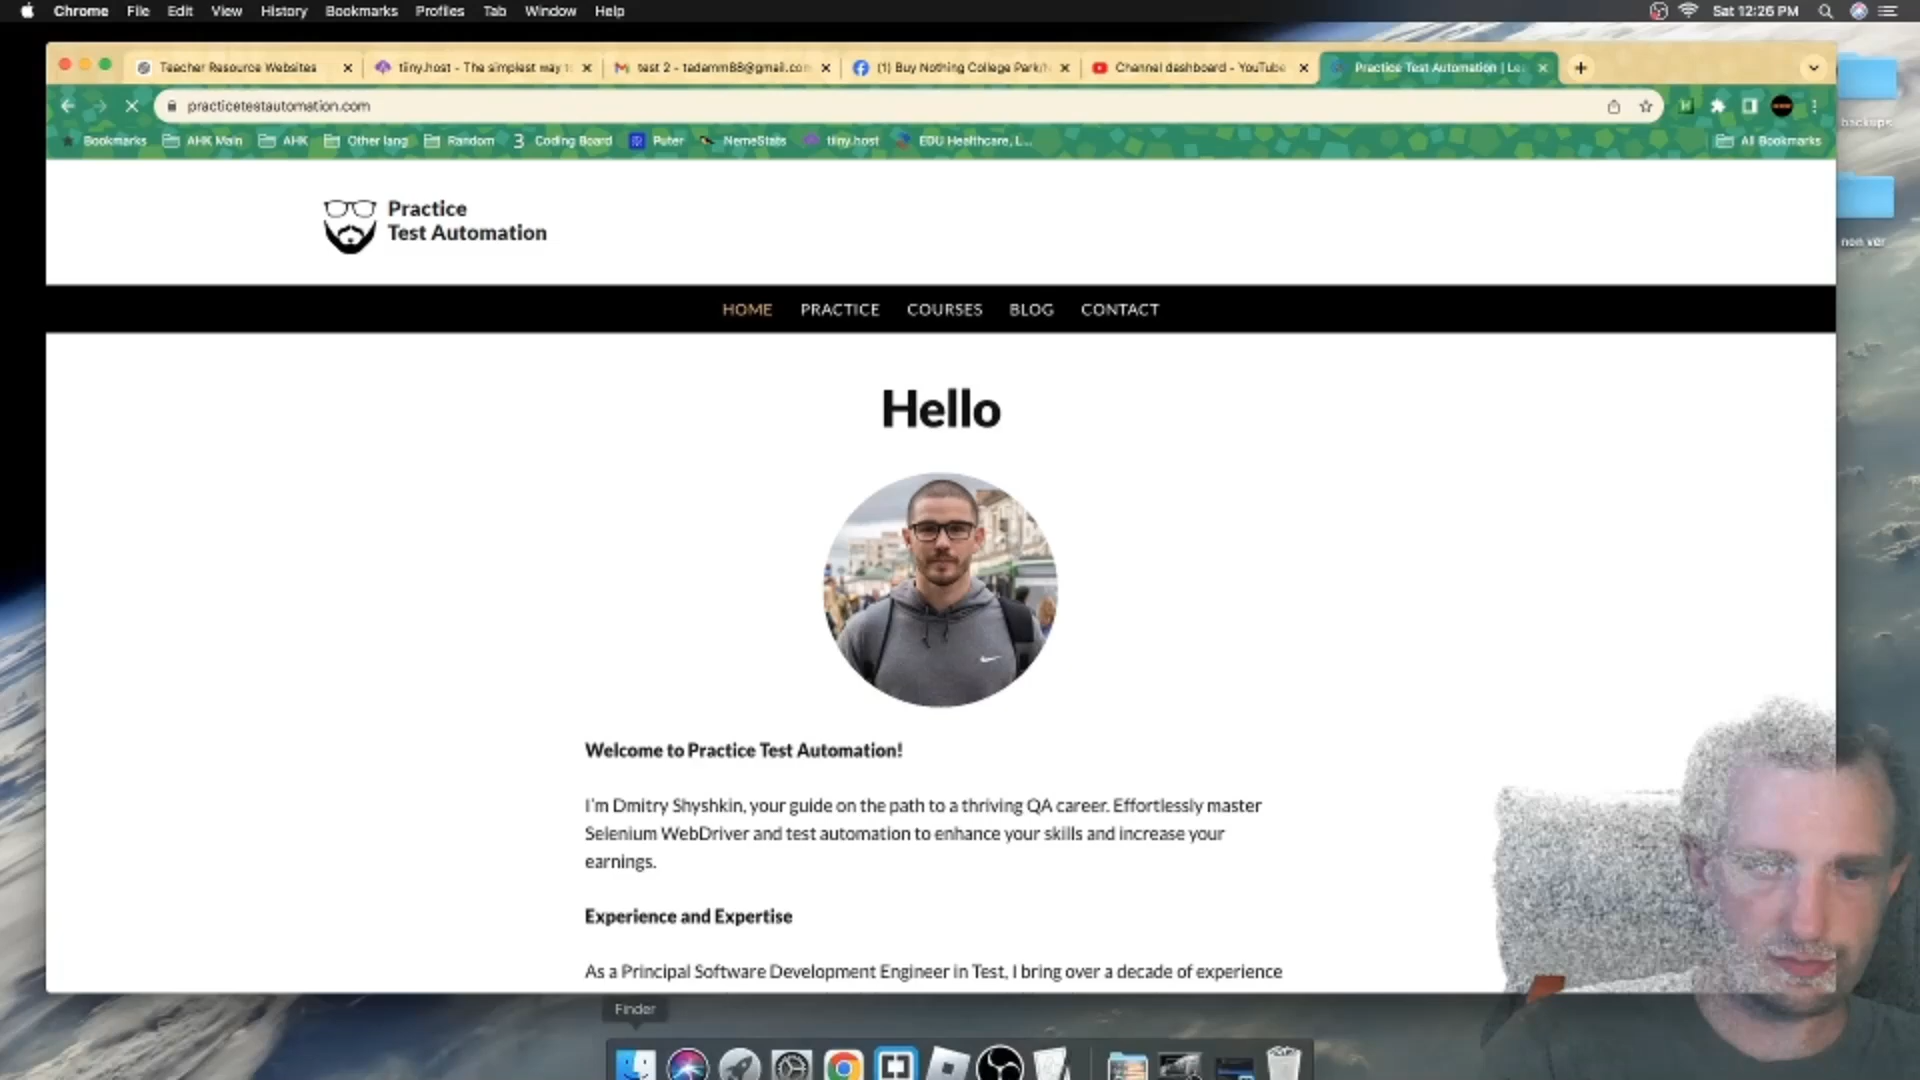 Chrome File Edit View History Bookmarks Profiles Tab Window Help
Sat 12:26 PM
Teacher Resource Websites
tiiny.host - The simplest way t
test 2 - tadamm88@gmail.com
(1) Buy Nothing College Park/
Channel dashboard - YouTube
Practice Test Automation | Le
practicetestautomation.com
Bookmarks
AHK Main
AHK
Other lang
Random
Coding Board
Puter
NemeStats
tiiny.host
EDU Healthcare, L...
All Bookmarks
backups
non ver
Practice
Test Automation
HOME PRACTICE COURSES BLOG CONTACT
Hello
Welcome to Practice Test Automation!
I'm Dmitry Shyshkin, your guide on the path to a thriving QA career. Effortlessly master
Selenium WebDriver and test automation to enhance your skills and increase your
earnings.
Experience and Expertise
As a Principal Software Development Engineer in Test, I bring over a decade of experience
Finder